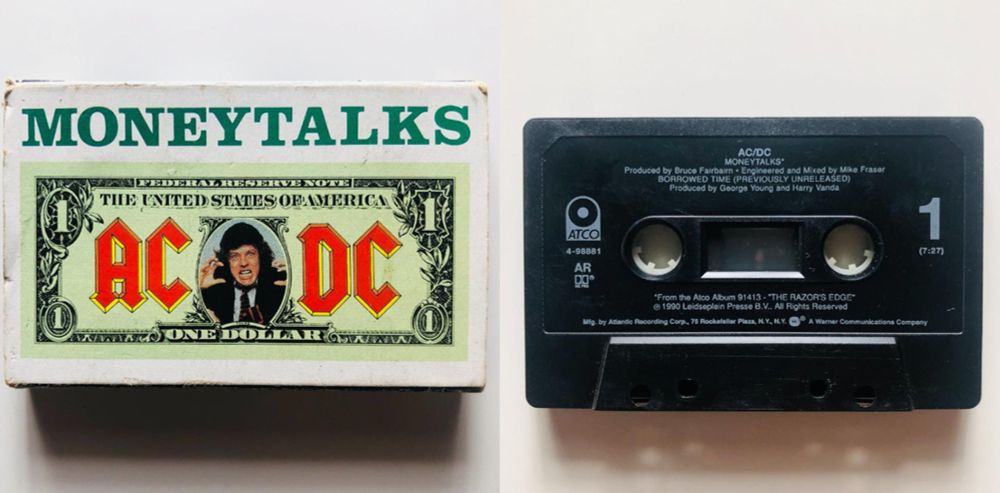 MONEYTALKS
FEDERAL RESERVE NOTE
THE UNITED STATES OF AMERICA
1 1
AC DC
1 1
ONE DOLLAR
AC/DC
MONEYTALKS*
Produced by Bruce Fairbairn • Engineered and Mixed by Mike Fraser
BORROWED TIME (PREVIOUSLY UNRELEASED)
Produced by George Young and Harry Vanda
ATCO
1
4-98881
(7:27)
AR
*From the Atco Album 91413 - "THE RAZOR'S EDGE"
℗ 1990 Leidseplein Presse B.V.. All Rights Reserved
Mfg. by Atlantic Recording Corp., 75 Rockefeller Plaza, N.Y., N.Y. A Warner Communications Company